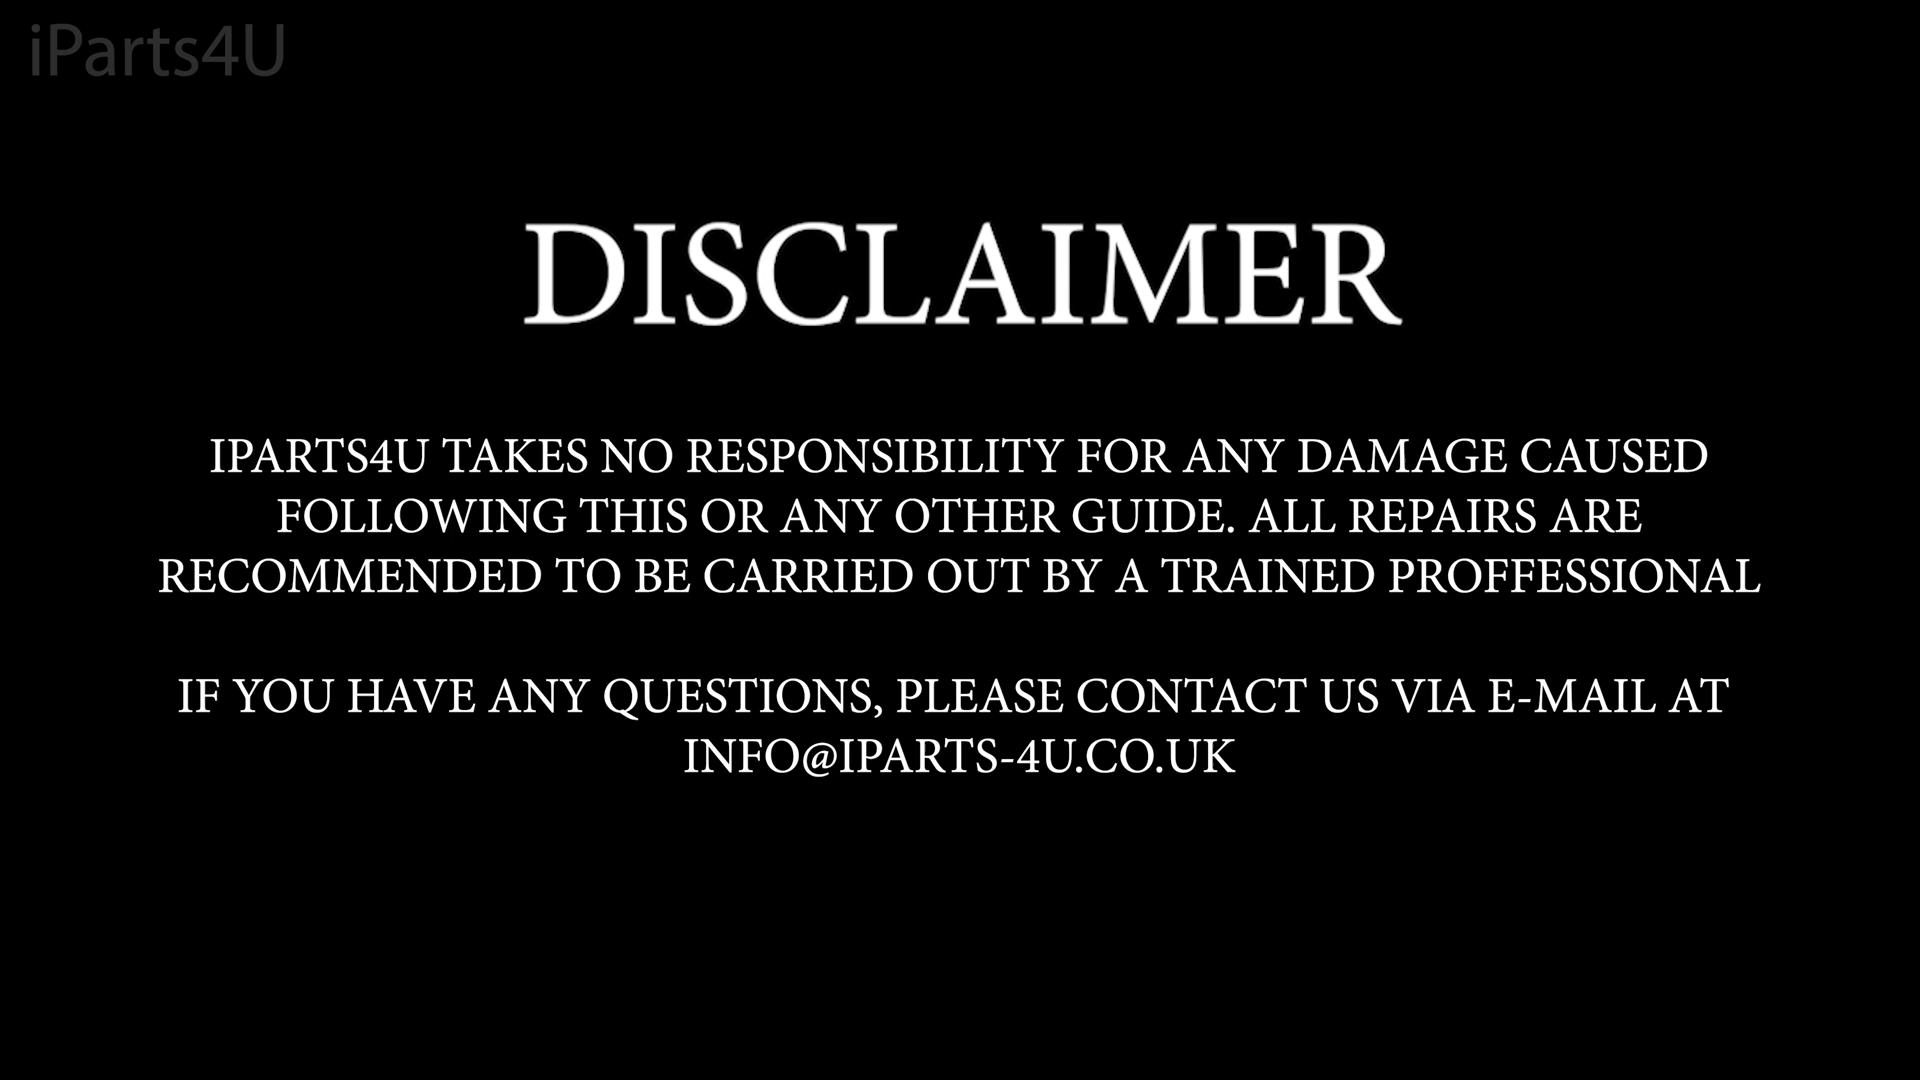 iParts4U
DISCLAIMER
IPARTS4U TAKES NO RESPONSIBILITY FOR ANY DAMAGE CAUSED
FOLLOWING THIS OR ANY OTHER GUIDE. ALL REPAIRS ARE
RECOMMENDED TO BE CARRIED OUT BY A TRAINED PROFFESSIONAL
IF YOU HAVE ANY QUESTIONS, PLEASE CONTACT US VIA E-MAIL AT
INFO@IPARTS-4U.CO.UK